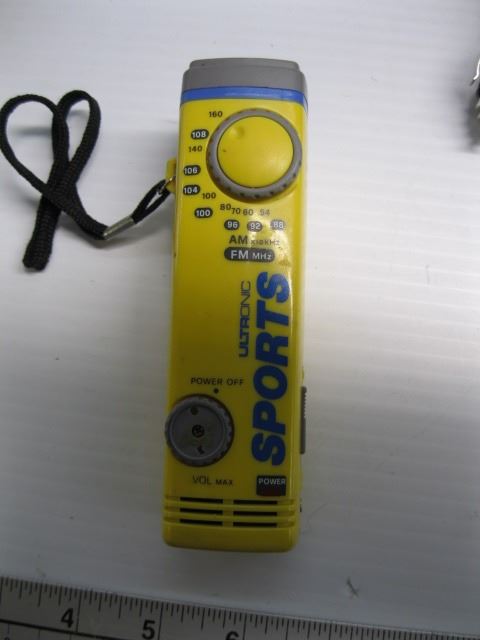 160
108
140
106
104
100
100
80 70 60 .54
96 92 88
AM x10KHz
FM MHz
ULTRONIC
SPORTS
POWER OFF
VOL MAX
POWER
4 5 6